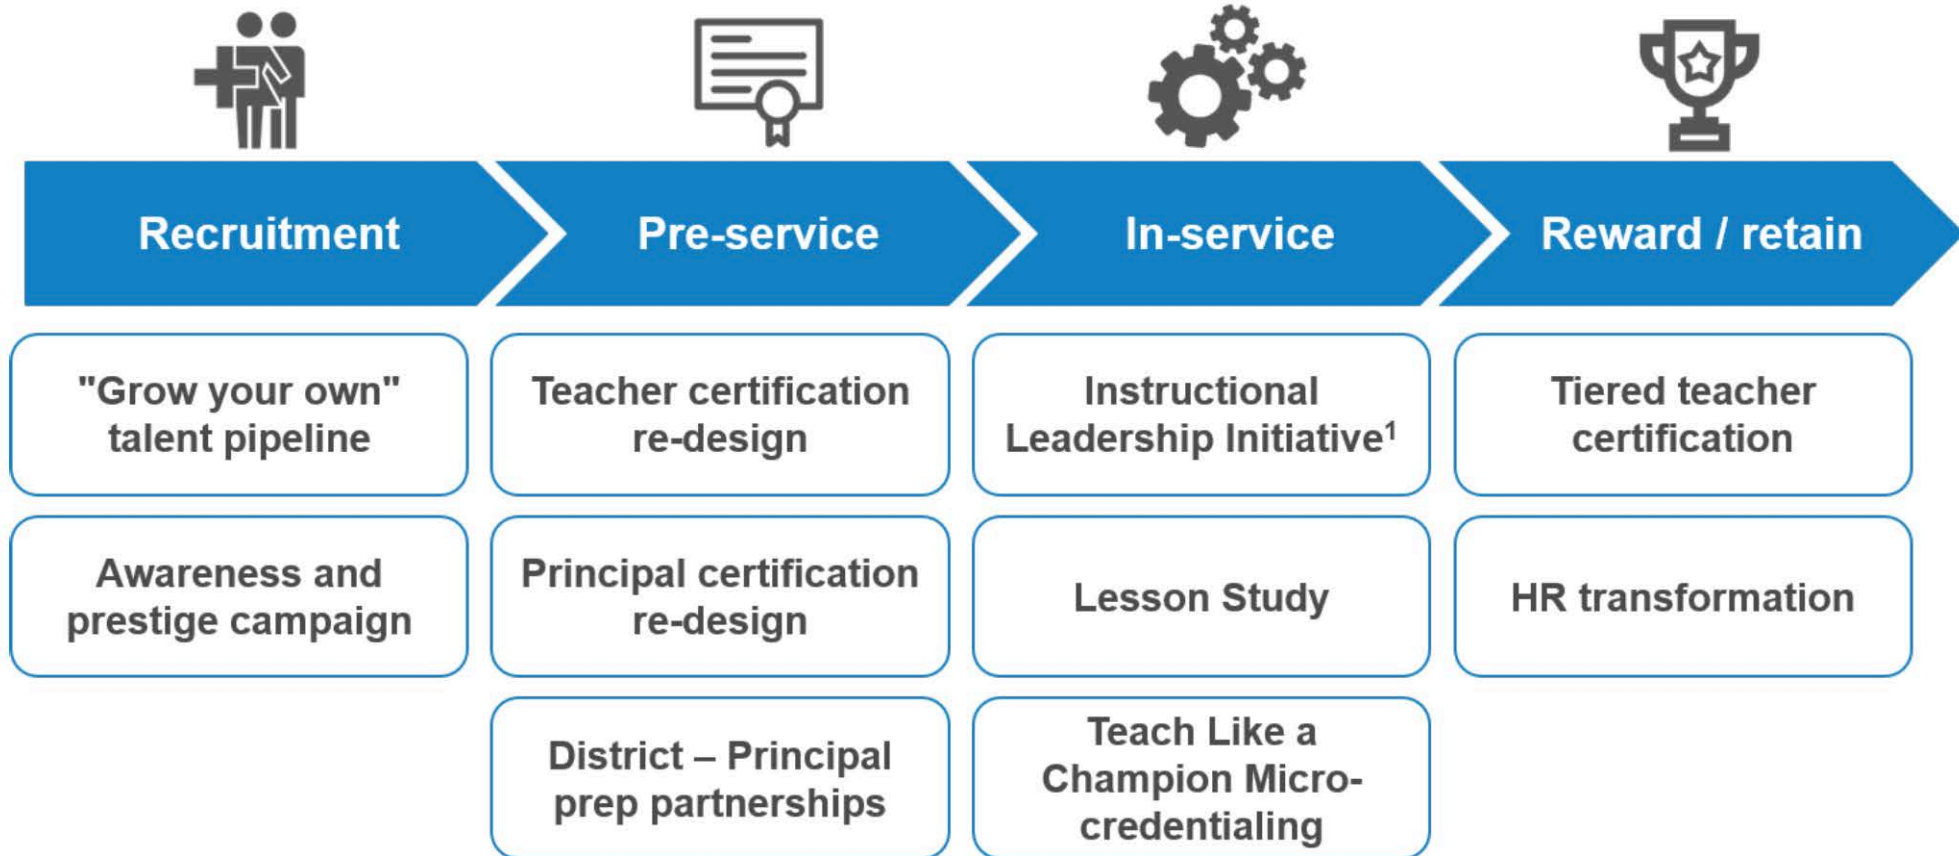 Recruitment
Pre-service
In-service
Reward / retain
"Grow your own"
talent pipeline
Teacher certification
re-design
Instructional
Leadership Initiative¹
Tiered teacher
certification
Awareness and
prestige campaign
Principal certification
re-design
Lesson Study
HR transformation
District – Principal
prep partnerships
Teach Like a
Champion Micro-
credentialing